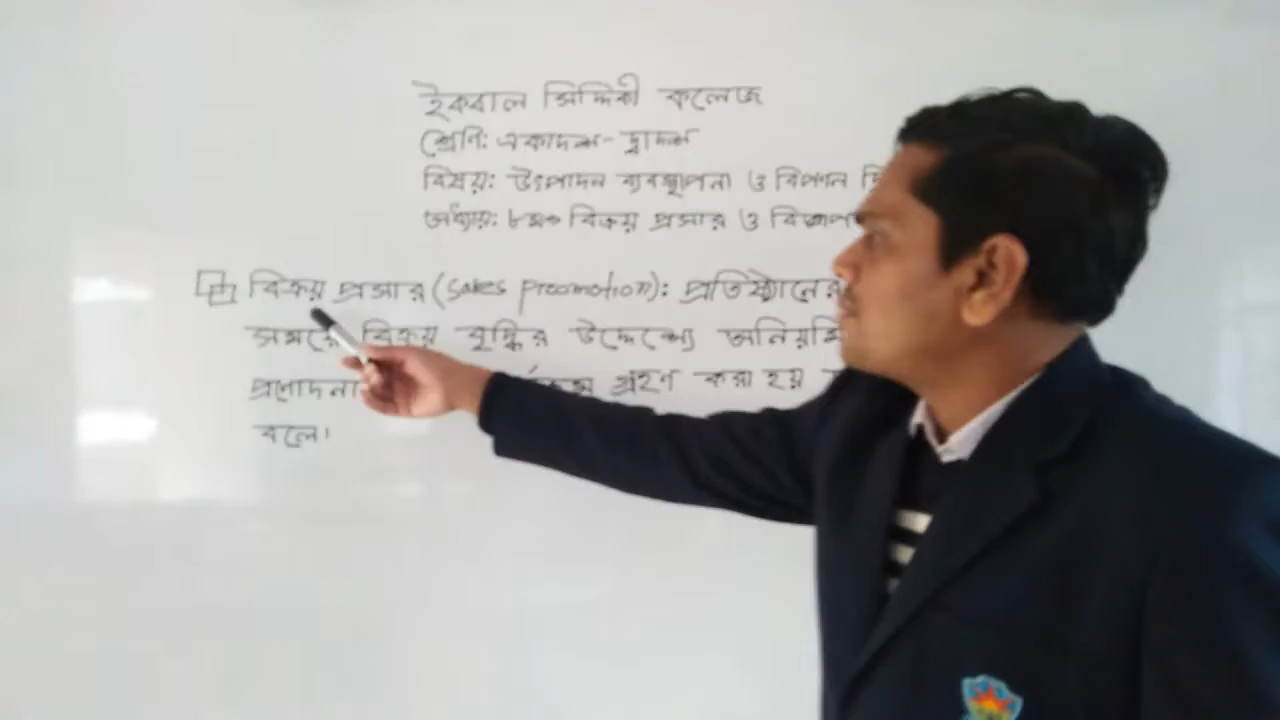 ইকবাল সিদ্দিকী কলেজ
শ্রেণি: একাদশ-দ্বাদশ
বিষয়: উৎপাদন ব্যবস্থাপনা ও বিপণন
অধ্যায়: ৮ম বিক্রয় প্রসার ও
বিক্রয় প্রসার (Sales Promotion): প্রতিষ্ঠানের
সময়ে বিক্রয় বৃদ্ধির উদ্দেশ্যে
প্রণোদনা গ্রহণ করা হয়
বলে।